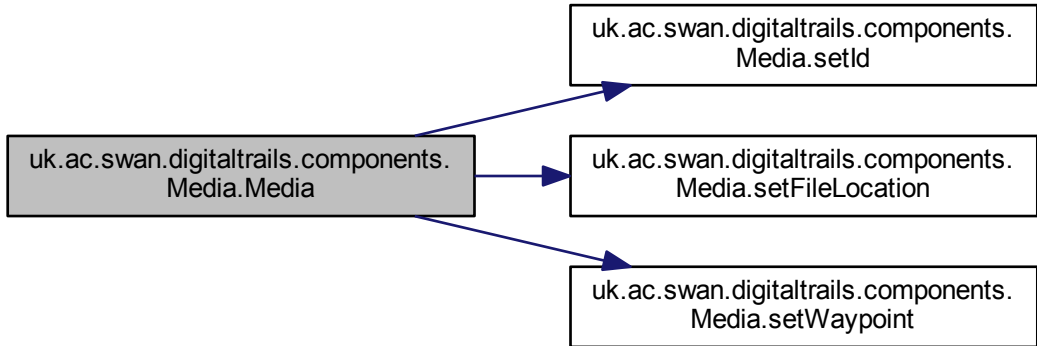 uk.ac.swan.digitaltrails.components.
Media.setId
uk.ac.swan.digitaltrails.components.
Media.Media
uk.ac.swan.digitaltrails.components.
Media.setFileLocation
uk.ac.swan.digitaltrails.components.
Media.setWaypoint